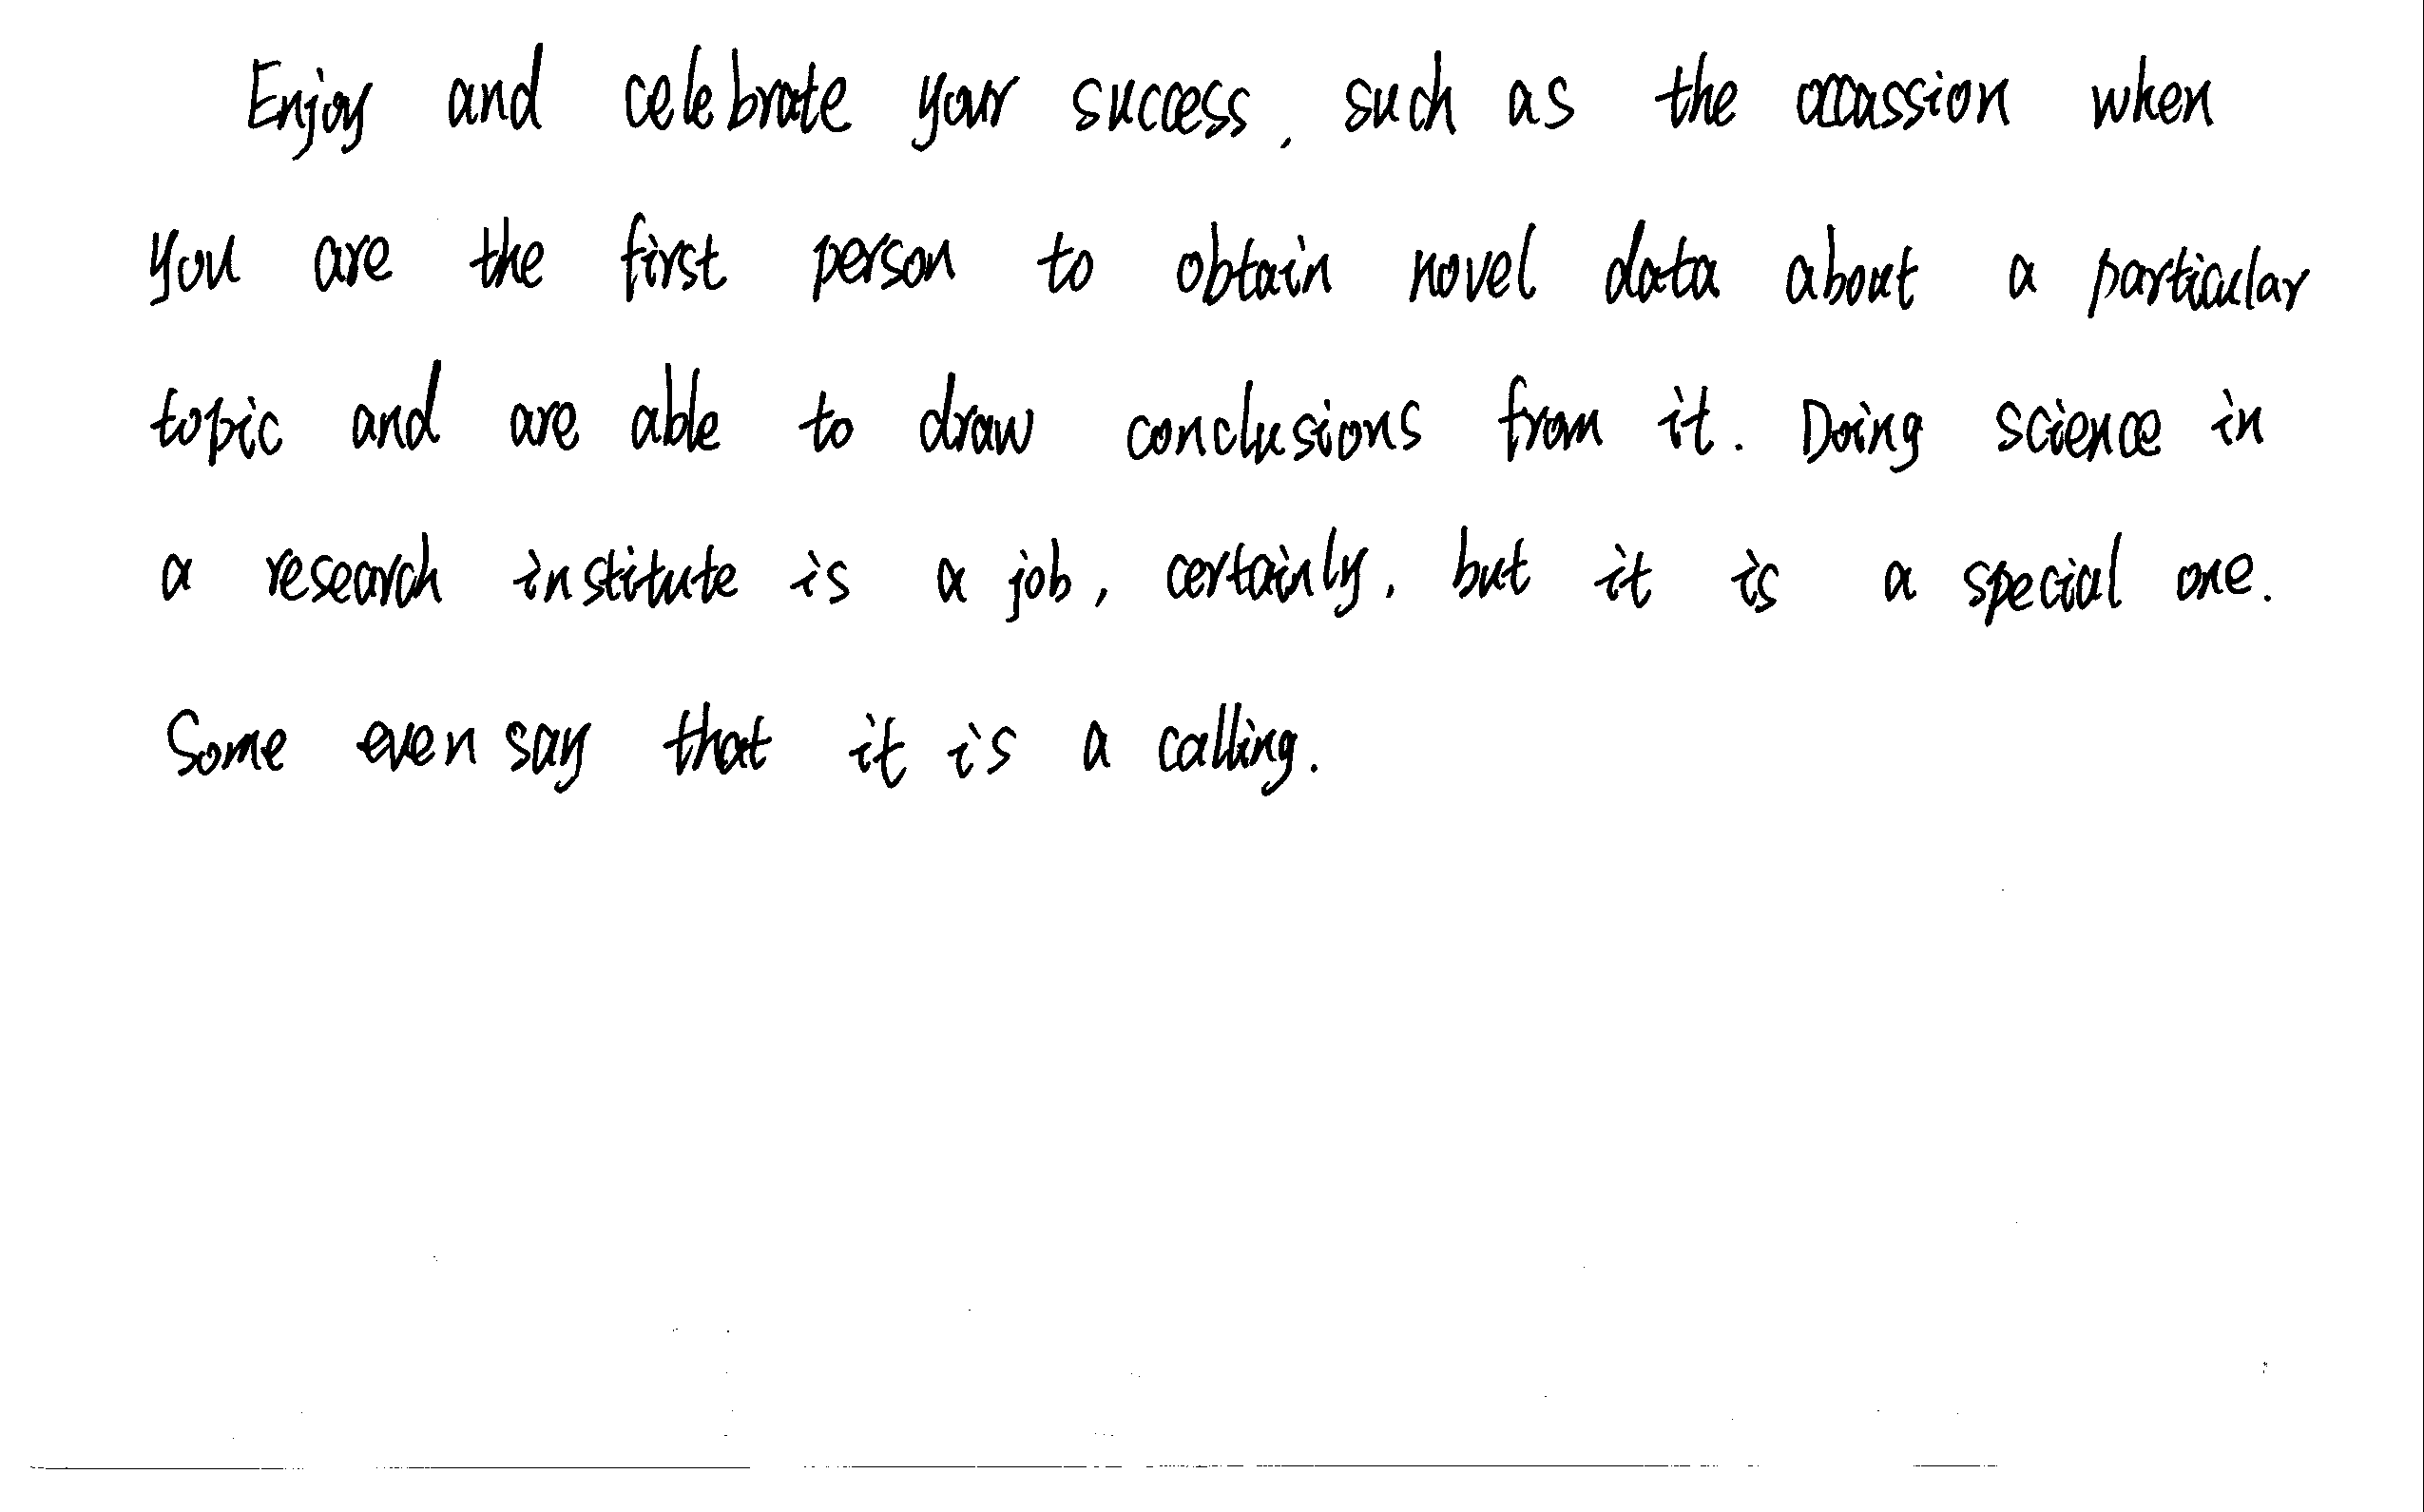 Enjoy and celebrate your success, such as the occassion when
you are the first person to obtain novel data about a particular
topic and are able to draw conclusions from it. Doing science in
a research institute is a job, certainly, but it is a special one.
Some even say that it is a calling.